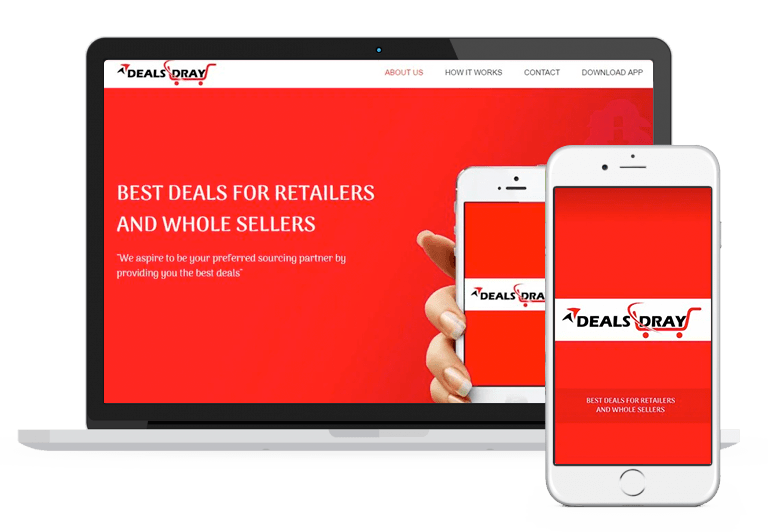 DEALS DRAY
ABOUT US
HOW IT WORKS
CONTACT
DOWNLOAD APP
BEST DEALS FOR RETAILERS
AND WHOLE SELLERS
"We aspire to be your preferred sourcing partner by
providing you the best deals"
DEALS DRAY
DEALS DRAY
BEST DEALS FOR RETAILERS
AND WHOLE SELLERS